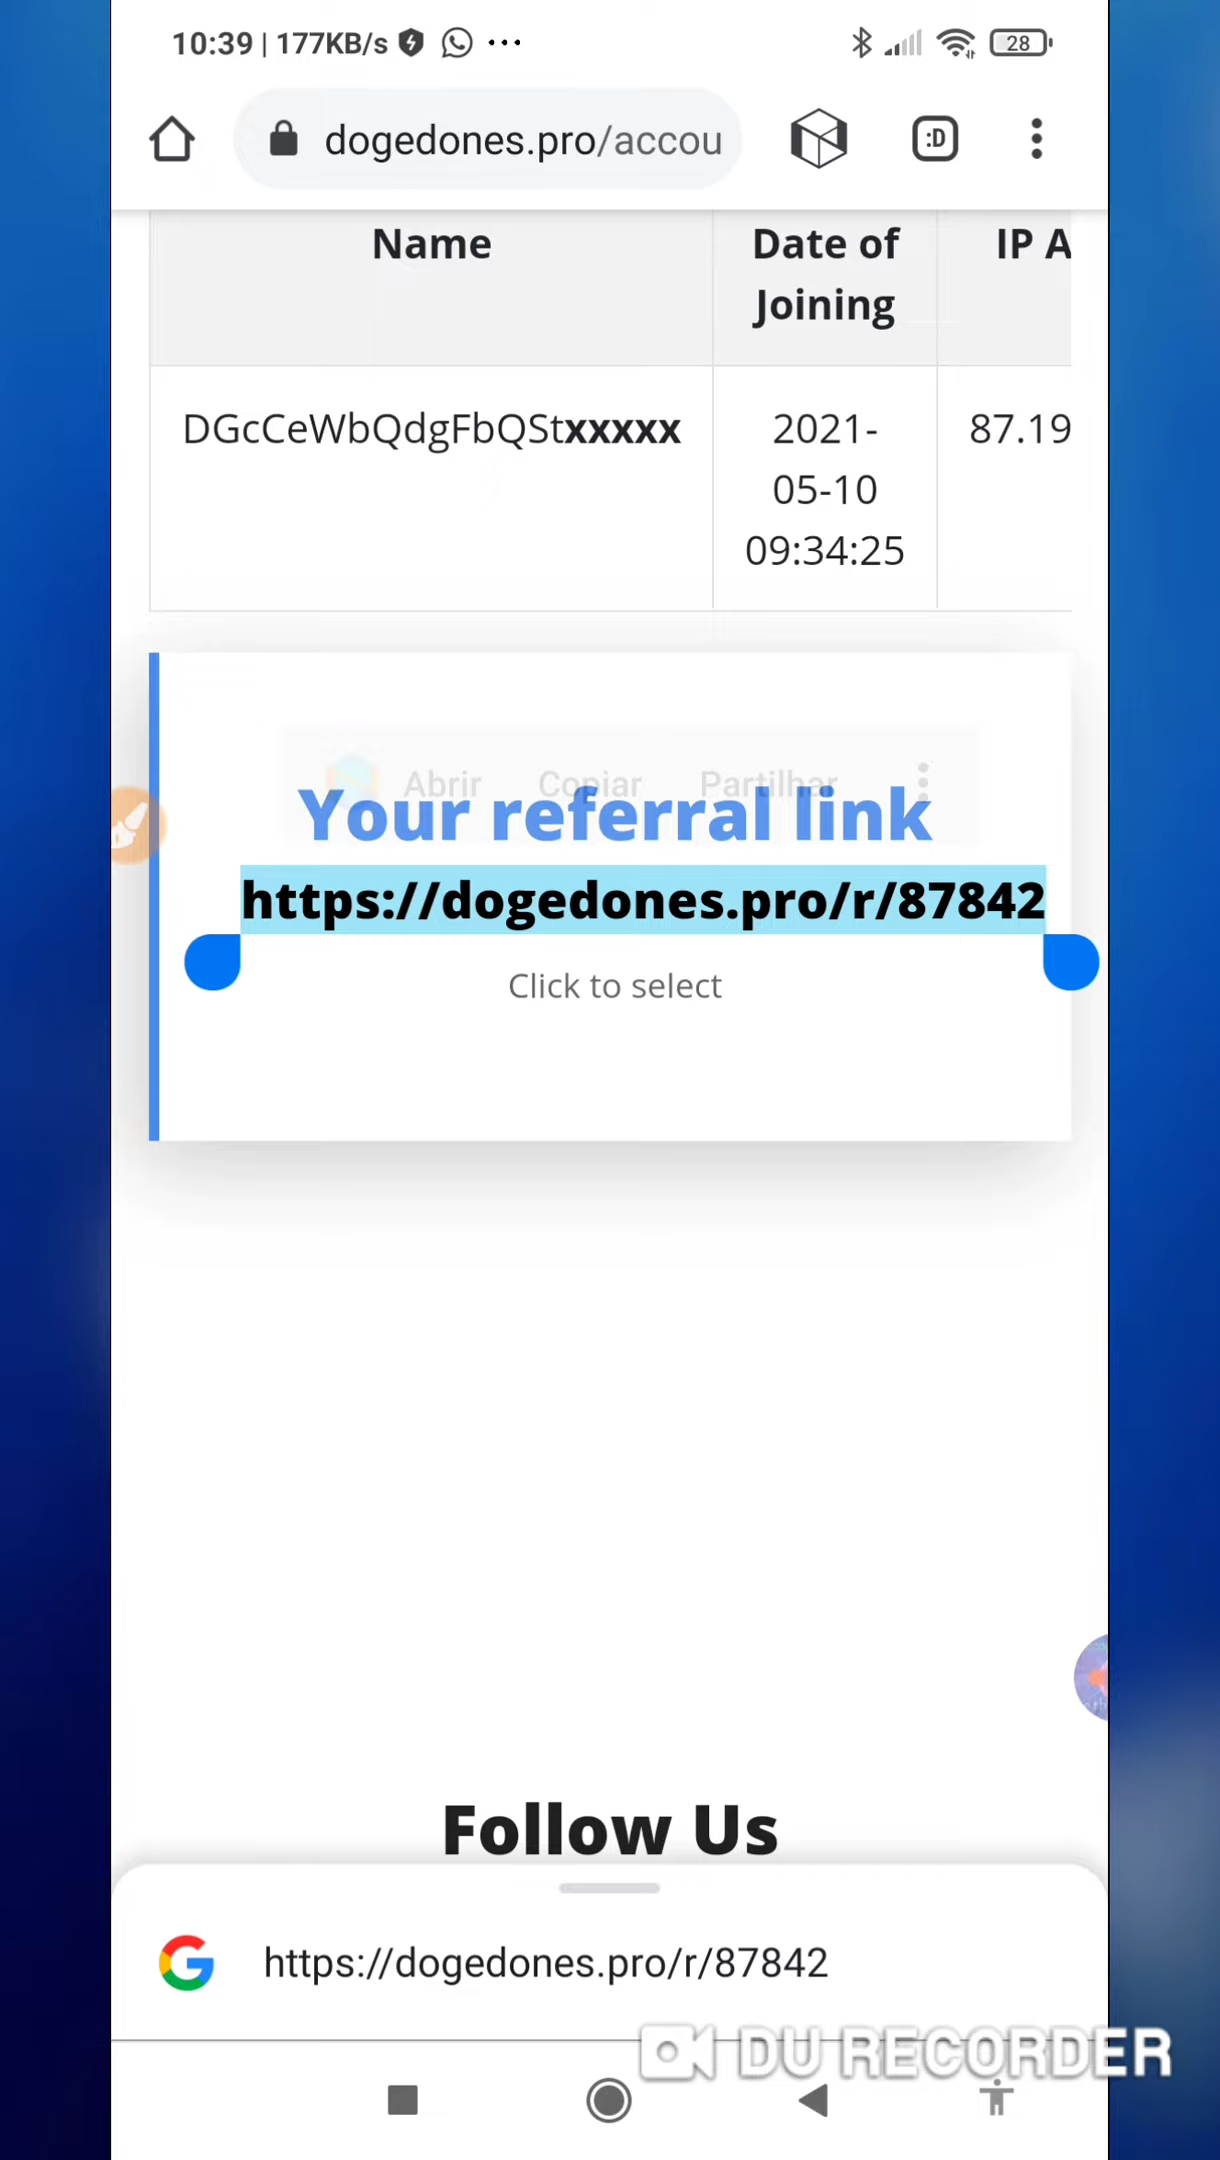 10:39 | 177KB/s ... 28
dogedones.pro/accou :D
Name Date of Joining IP A
DGcCeWbQdgFbQStxxxxx 2021-05-10 09:34:25 87.19
Abrir Copiar Partilhar
Your referral link
https://dogedones.pro/r/87842
Click to select
Follow Us
https://dogedones.pro/r/87842
DU RECORDER